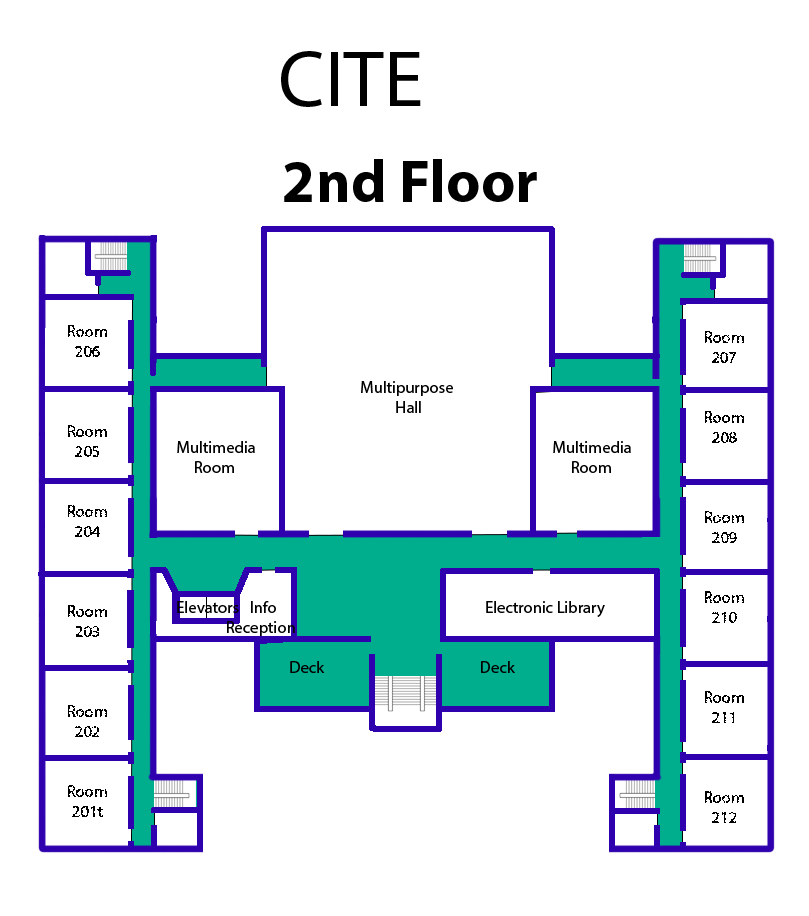 CITE
2nd Floor
Room
206
Room
207
Multipurpose
Hall
Room
205
Room
208
Multimedia
Room
Multimedia
Room
Room
204
Room
209
Room
203
Elevators
Info
Reception
Electronic Library
Room
210
Deck
Deck
Room
202
Room
211
Room
201t
Room
212